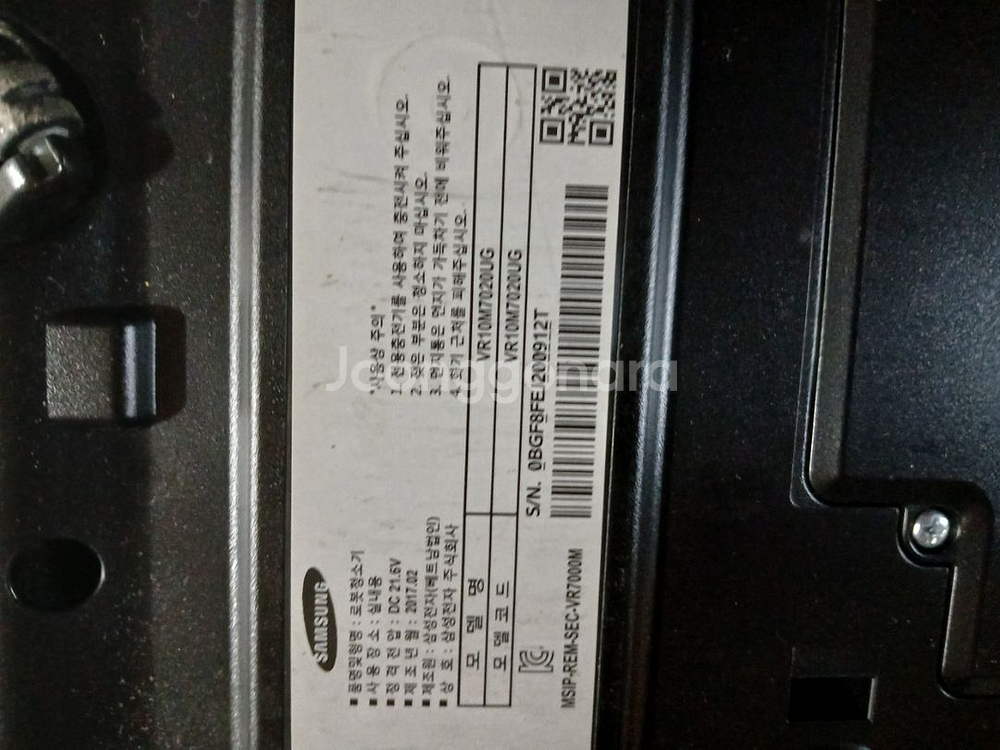 SAMSUNG
■ 품명및형명 : 로봇청소기
■ 사용장소 : 실내용
■ 정격전압 : DC 21.6V
■ 제조년월 : 2017.02
■ 제조원 : 삼성전자(베트남법인)
■ 상호 : 삼성전자 주식회사
"사용상 주의"
1. 전용충전기를 사용하여 충전시켜 주십시오.
2. 젖은 부분은 청소하지 마십시오.
3. 먼지통은 먼지가 가득차기 전에 비워주십시오.
4. 화기 근처를 피해주십시오.
모델명 VR10M7020UG
모델코드 VR10M7020UG
S/N. 0BGF8FEJ200912T
MSIP-REM-SEC-VR7000M
Joonggonara